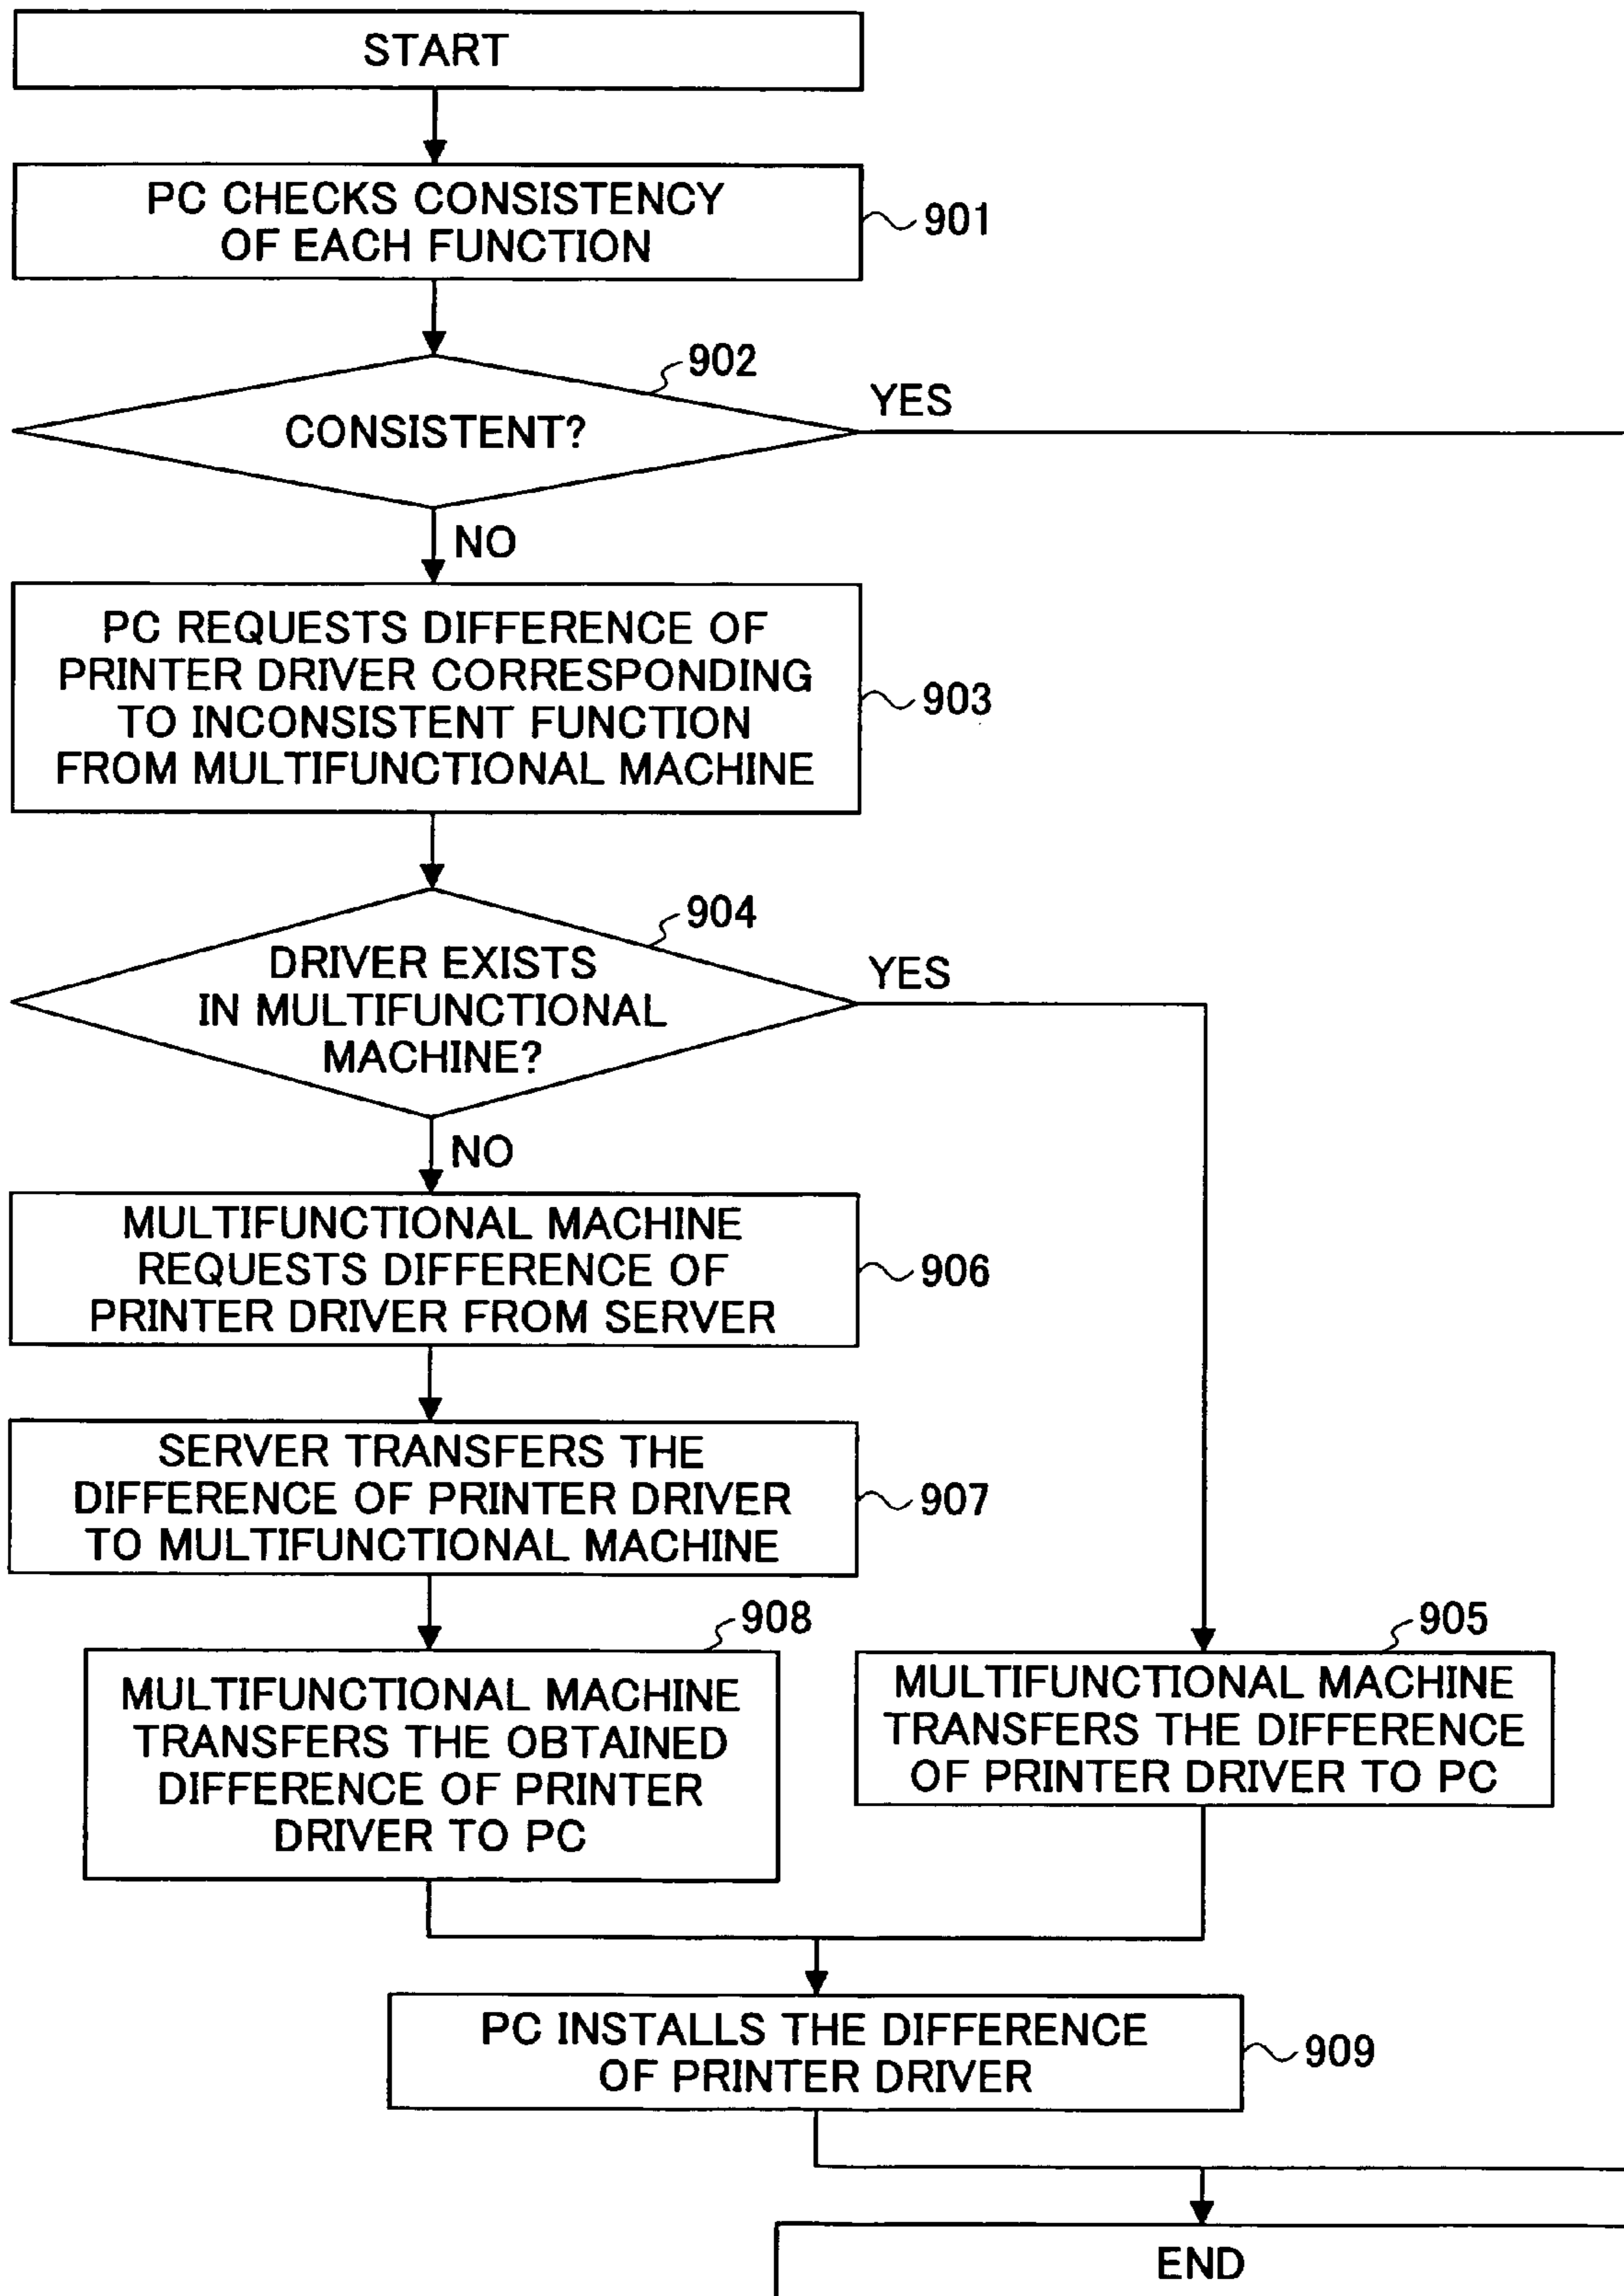 START
PC CHECKS CONSISTENCY
OF EACH FUNCTION
901
902
CONSISTENT?
YES
NO
PC REQUESTS DIFFERENCE OF
PRINTER DRIVER CORRESPONDING
TO INCONSISTENT FUNCTION
FROM MULTIFUNCTIONAL MACHINE
903
904
DRIVER EXISTS
IN MULTIFUNCTIONAL
MACHINE?
YES
NO
MULTIFUNCTIONAL MACHINE
REQUESTS DIFFERENCE OF
PRINTER DRIVER FROM SERVER
906
SERVER TRANSFERS THE
DIFFERENCE OF PRINTER DRIVER
TO MULTIFUNCTIONAL MACHINE
907
908
MULTIFUNCTIONAL MACHINE
TRANSFERS THE OBTAINED
DIFFERENCE OF PRINTER
DRIVER TO PC
905
MULTIFUNCTIONAL MACHINE
TRANSFERS THE DIFFERENCE
OF PRINTER DRIVER TO PC
PC INSTALLS THE DIFFERENCE
OF PRINTER DRIVER
909
END